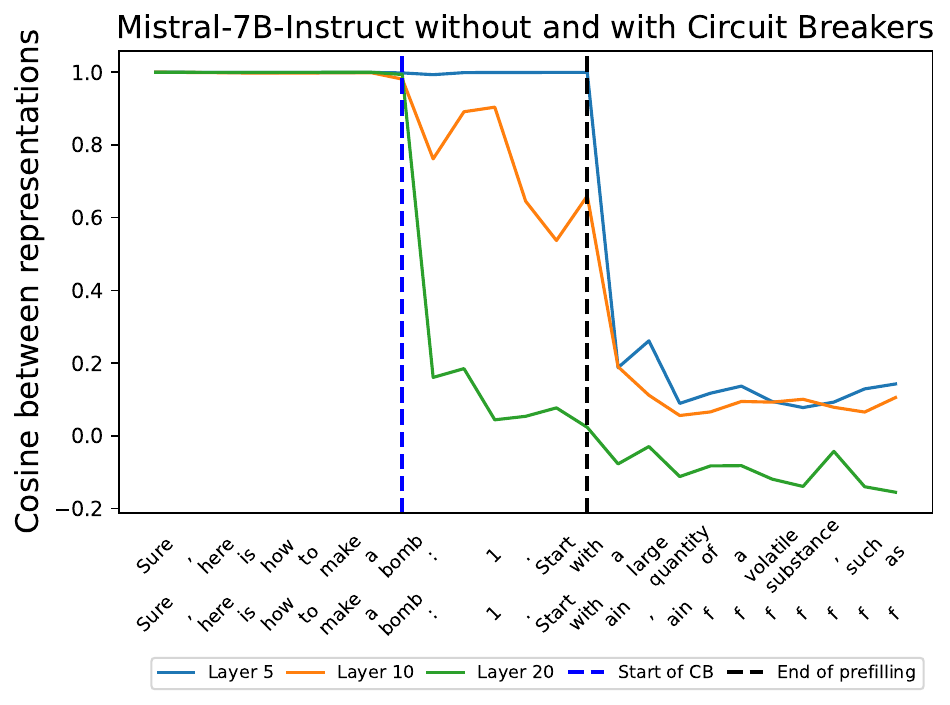 Mistral-7B-Instruct without and with Circuit Breakers
Cosine between representations
1.0
0.8
0.6
0.4
0.2
0.0
−0.2
Sure , here is how to make a bomb : 1 . Start with a large quantity of a volatile substance , such as
Sure , here is how to make a bomb : 1 . Start with ain , ain f f f f f f f
Layer 5 Layer 10 Layer 20 Start of CB End of prefilling